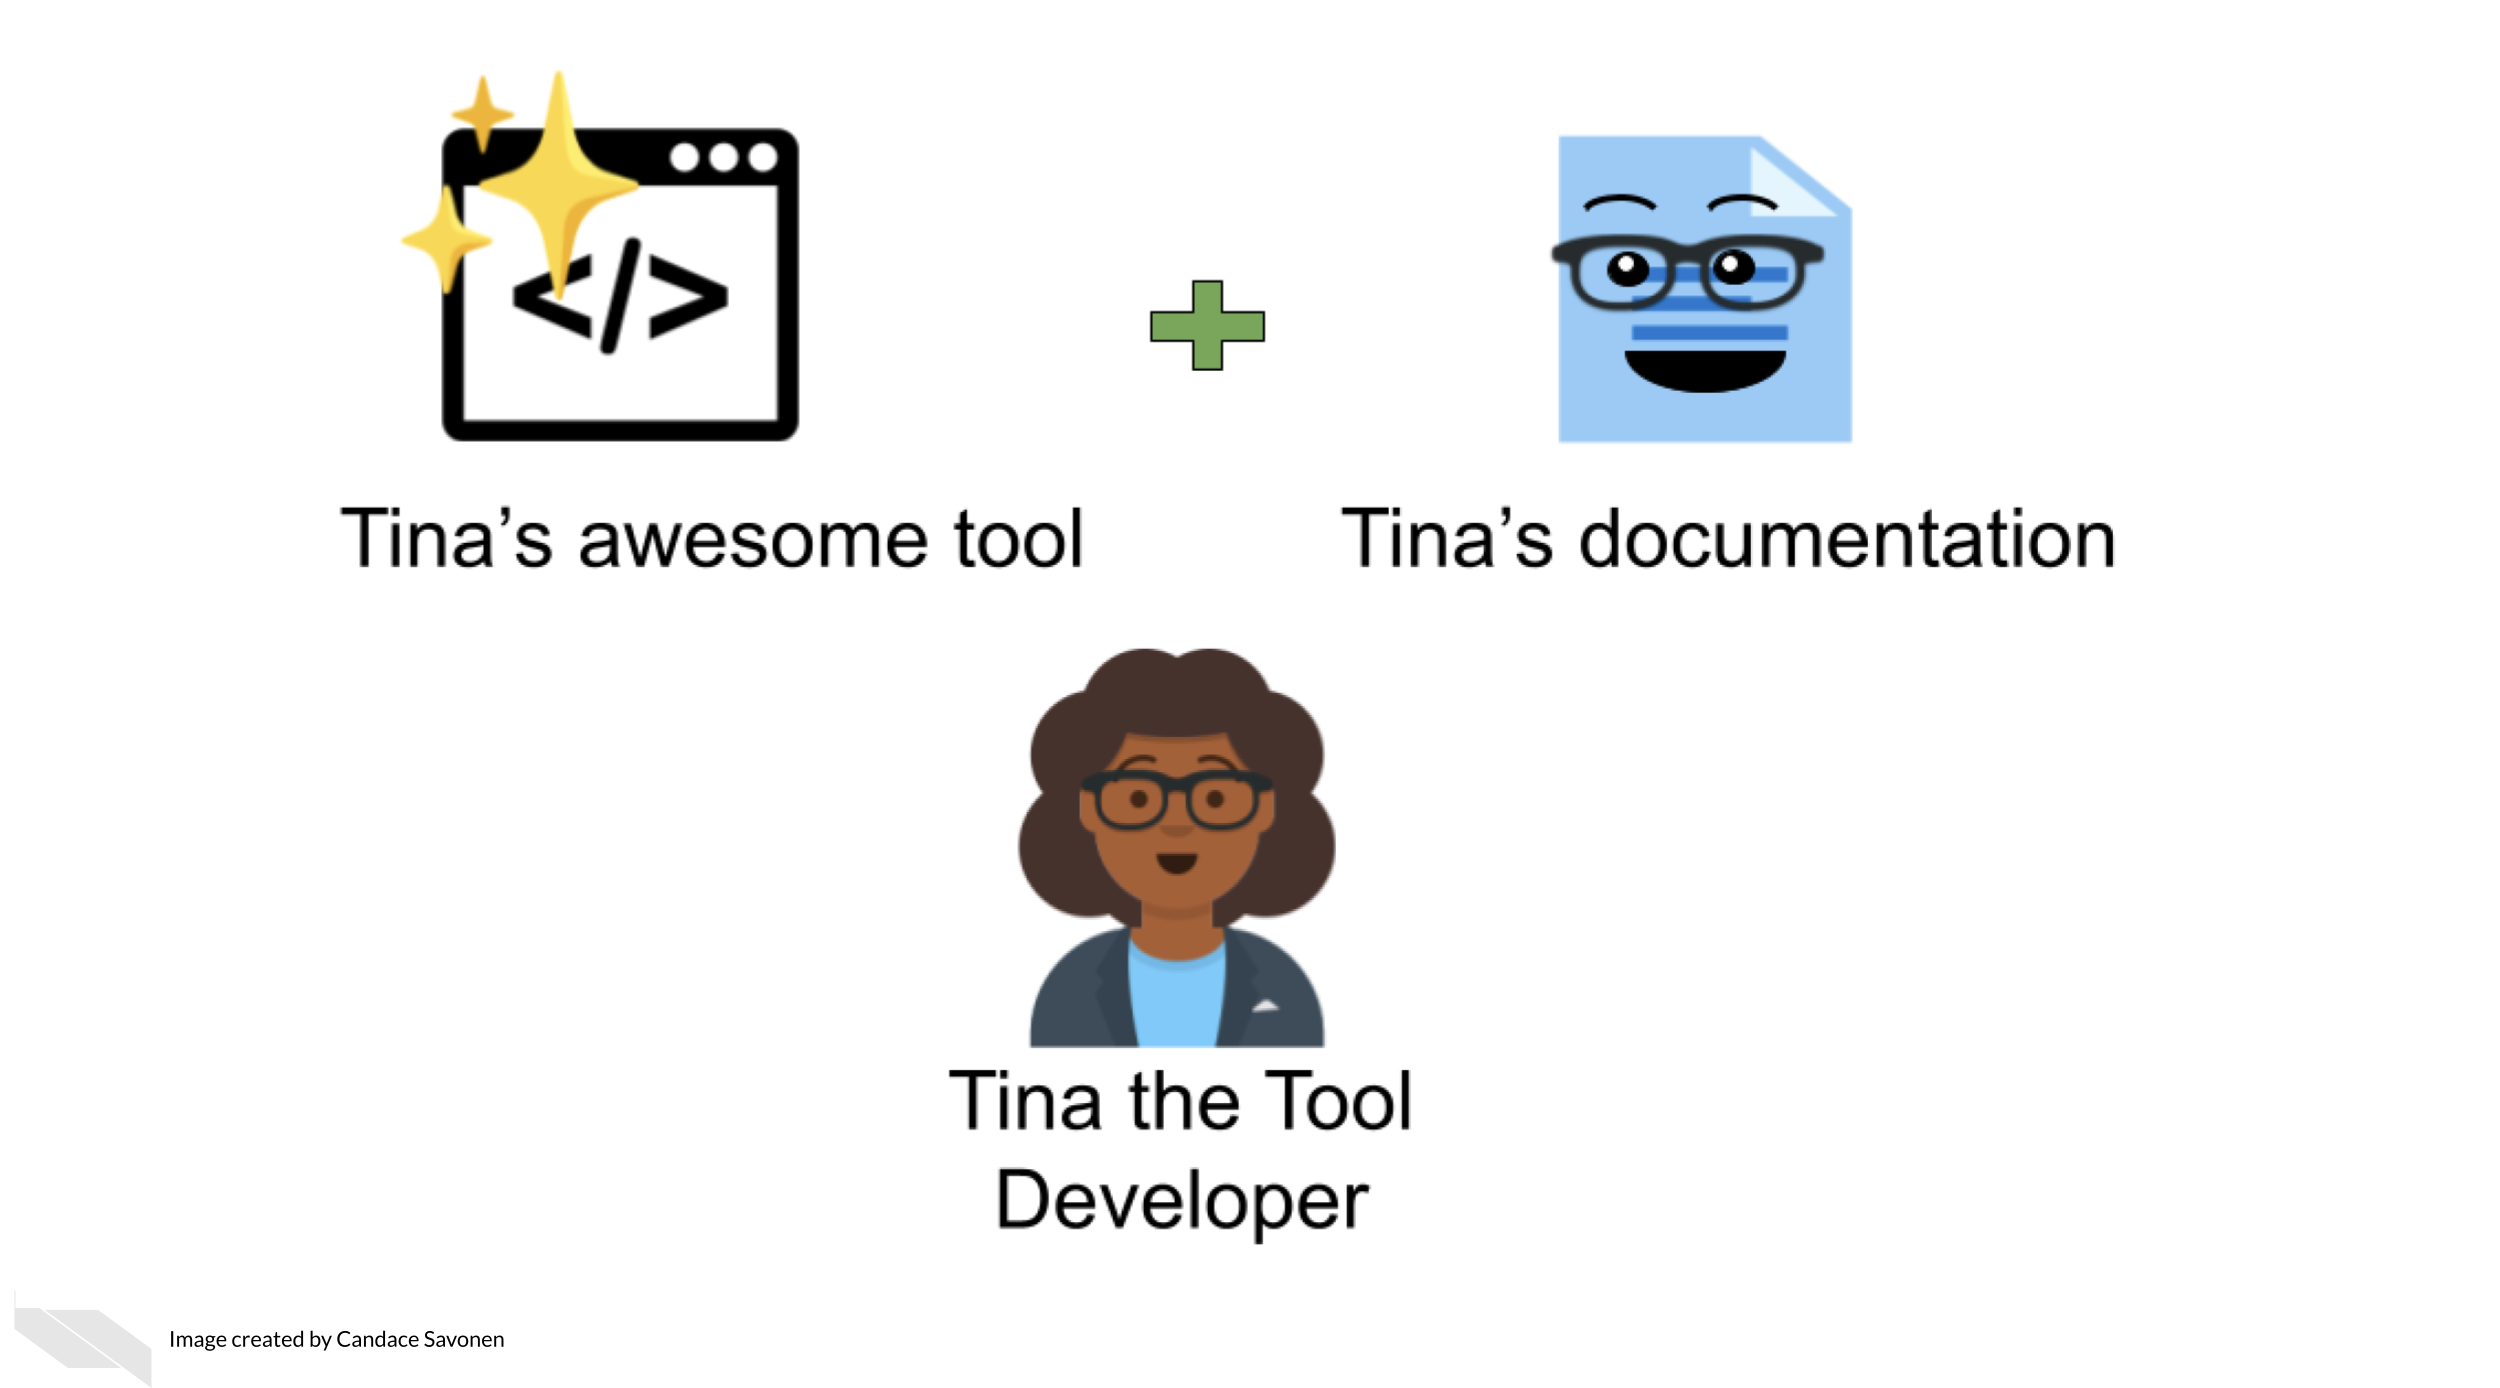 </>
Tina’s awesome tool
Tina’s documentation
Tina the Tool
Developer
Image created by Candace Savonen